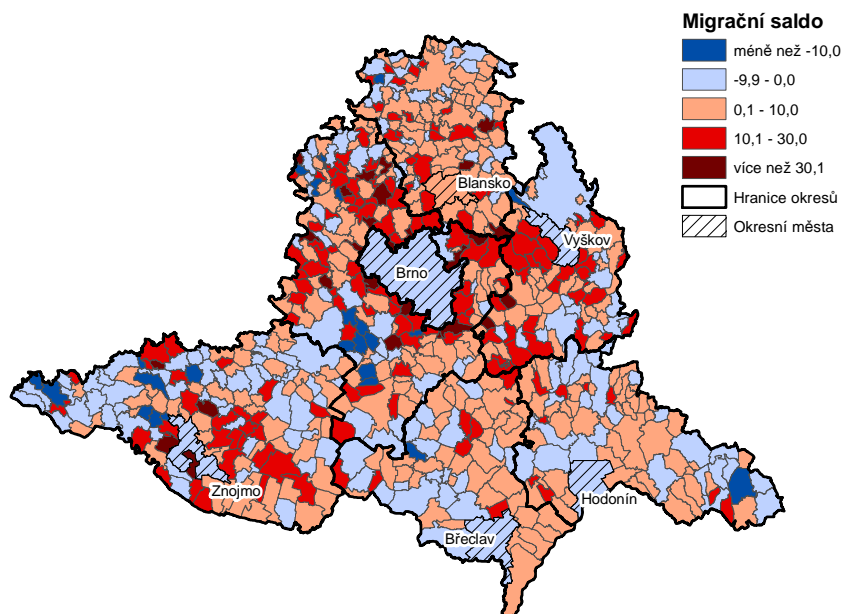 Migrační saldo
méně než -10,0
-9,9 - 0,0
0,1 - 10,0
10,1 - 30,0
více než 30,1
Hranice okresů
Okresní města
Blansko
Vyškov
Brno
Znojmo
Hodonín
Břeclav